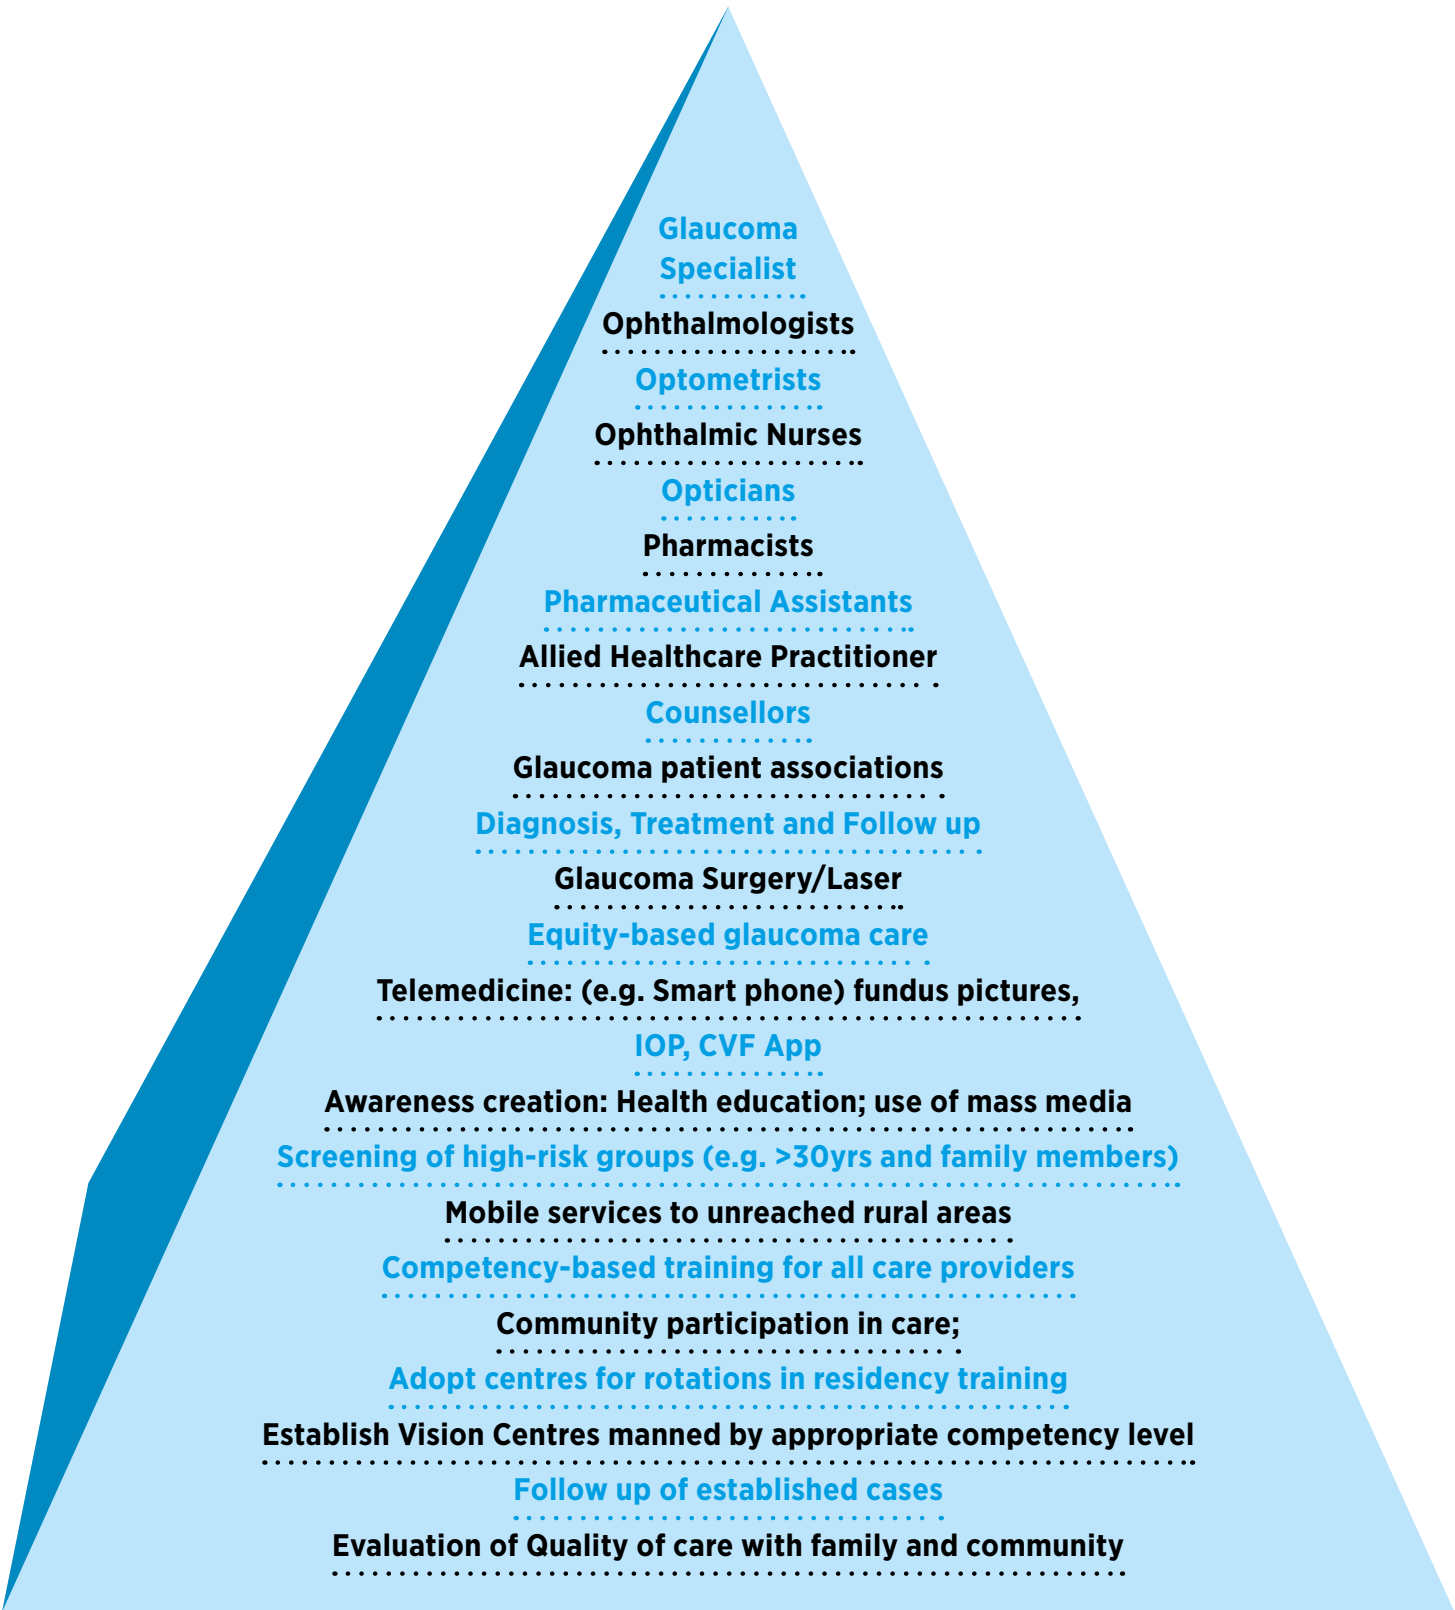 Glaucoma
Specialist
Ophthalmologists
Optometrists
Ophthalmic Nurses
Opticians
Pharmacists
Pharmaceutical Assistants
Allied Healthcare Practitioner
Counsellors
Glaucoma patient associations
Diagnosis, Treatment and Follow up
Glaucoma Surgery/Laser
Equity-based glaucoma care
Telemedicine: (e.g. Smart phone) fundus pictures,
IOP, CVF App
Awareness creation: Health education; use of mass media
Screening of high-risk groups (e.g. >30yrs and family members)
Mobile services to unreached rural areas
Competency-based training for all care providers
Community participation in care;
Adopt centres for rotations in residency training
Establish Vision Centres manned by appropriate competency level
Follow up of established cases
Evaluation of Quality of care with family and community